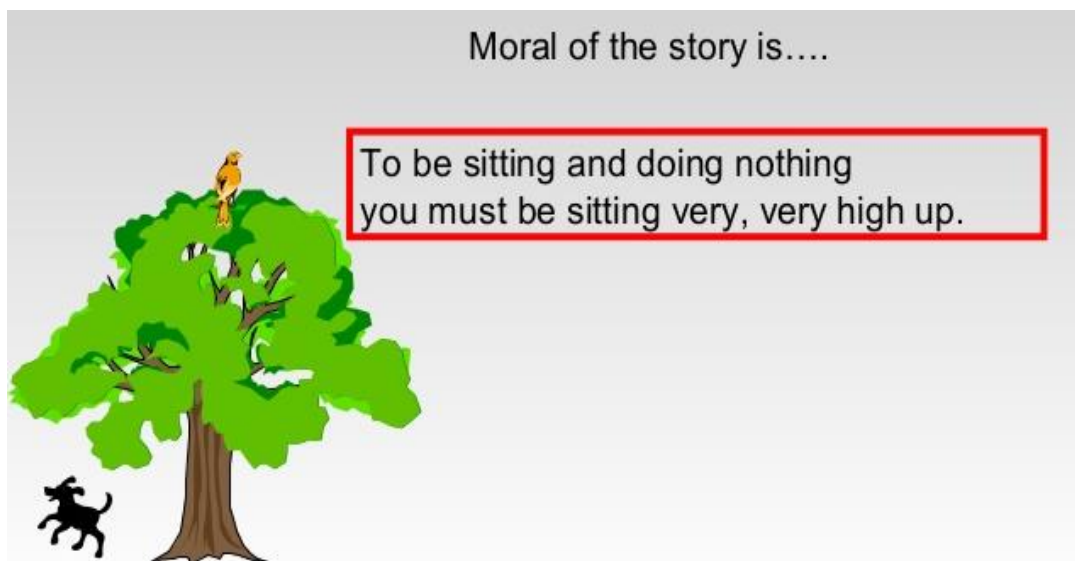 Moral of the story is....
To be sitting and doing nothing
you must be sitting very, very high up.